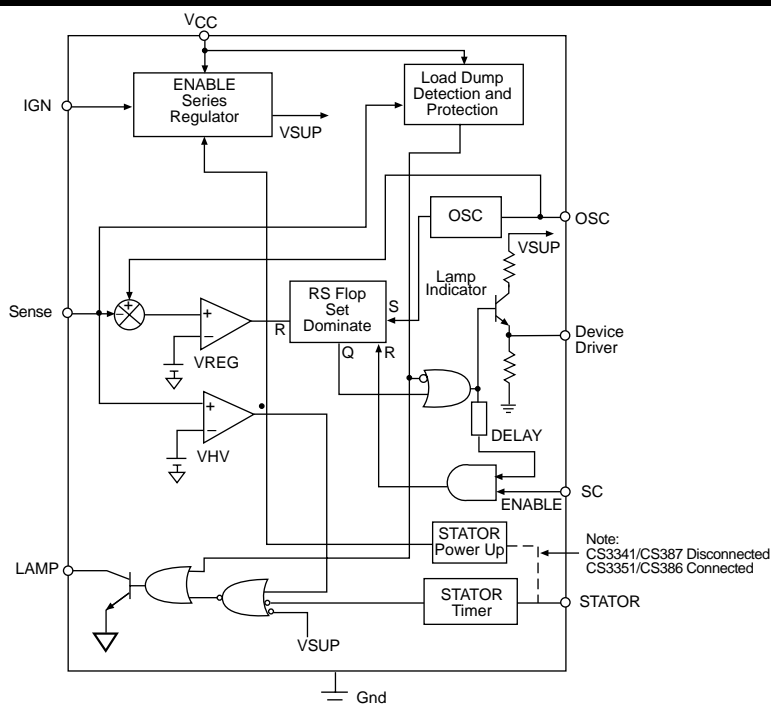 VCC
ENABLE
Series
Regulator
Load Dump
Detection and
Protection
IGN
VSUP
OSC
OSC
VSUP
Lamp
Indicator
+
−
Sense
RS Flop
Set
Dominate
S
R
Q
R
+
−
VREG
Device
Driver
+
−
VHV
DELAY
ENABLE
SC
STATOR
Power Up
Note:
CS3341/CS387 Disconnected
CS3351/CS386 Connected
LAMP
STATOR
Timer
STATOR
VSUP
Gnd